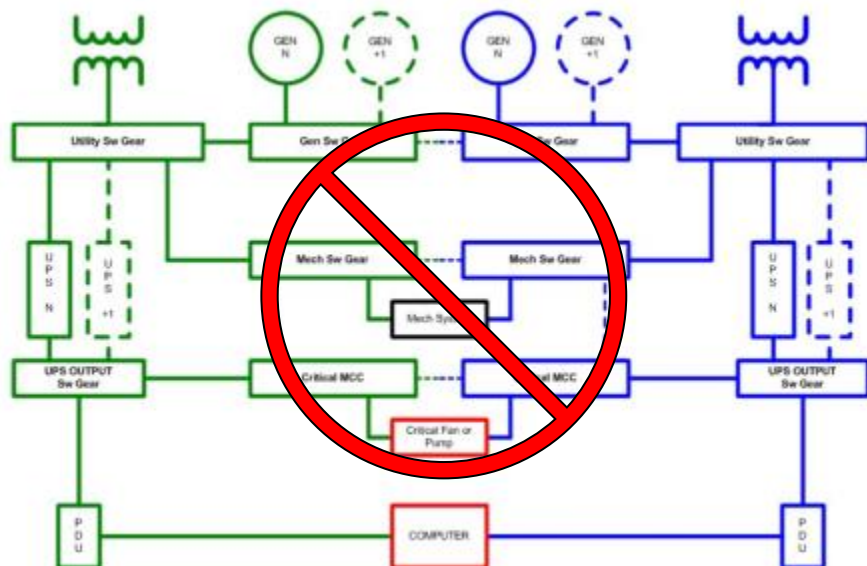 GEN
N
GEN
+1
GEN
N
GEN
+1
Utility Sw Gear
Gen Sw G
Sw Gear
Utility Sw Gear
U
P
S
N
U
P
S
+1
Mech Sw Gear
Mech Sw Gear
U
P
S
N
U
P
S
+1
Mech Sys
UPS OUTPUT
Sw Gear
Critical MCC
al MCC
UPS OUTPUT
Sw Gear
Critical Fan or
Pump
P
D
U
COMPUTER
P
D
U